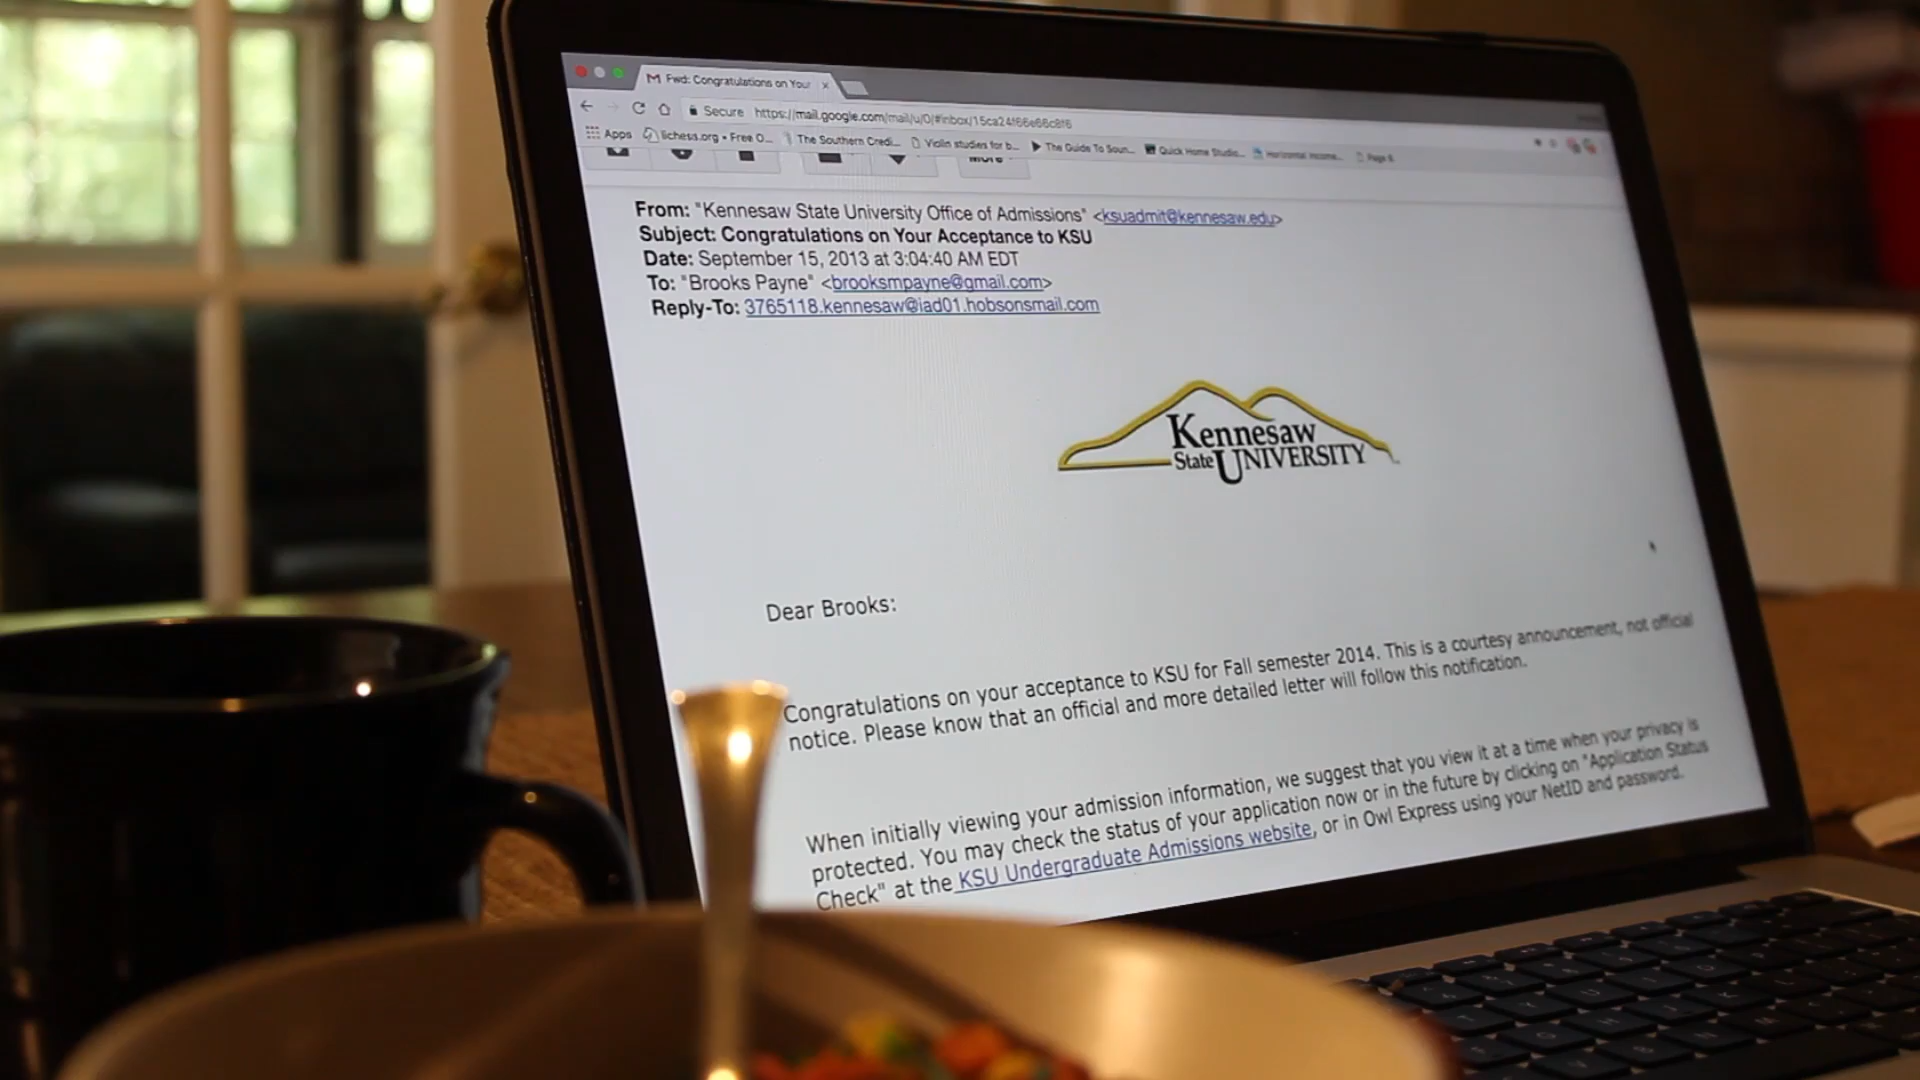 Fwd: Congratulations on Your
Secure https://mail.google.com/mail/u/0/#inbox/15ca24f66e66c8f6
Apps lichess.org • Free O... The Southern Credi... Violin studies for b... The Guide To Soun... Quick Home Studio... Horizontal Income... Page 8.
More
From: "Kennesaw State University Office of Admissions" <ksuadmit@kennesaw.edu>
Subject: Congratulations on Your Acceptance to KSU
Date: September 15, 2013 at 3:04:40 AM EDT
To: "Brooks Payne" <brooksmpayne@gmail.com>
Reply-To: 3765118.kennesaw@iad01.hobsonsmail.com
Kennesaw
State UNIVERSITY
Dear Brooks:
Congratulations on your acceptance to KSU for Fall semester 2014. This is a courtesy announcement, not official
notice. Please know that an official and more detailed letter will follow this notification.
When initially viewing your admission information, we suggest that you view it at a time when your privacy is
protected. You may check the status of your application now or in the future by clicking on "Application Status
Check" at the KSU Undergraduate Admissions website, or in Owl Express using your NetID and password.